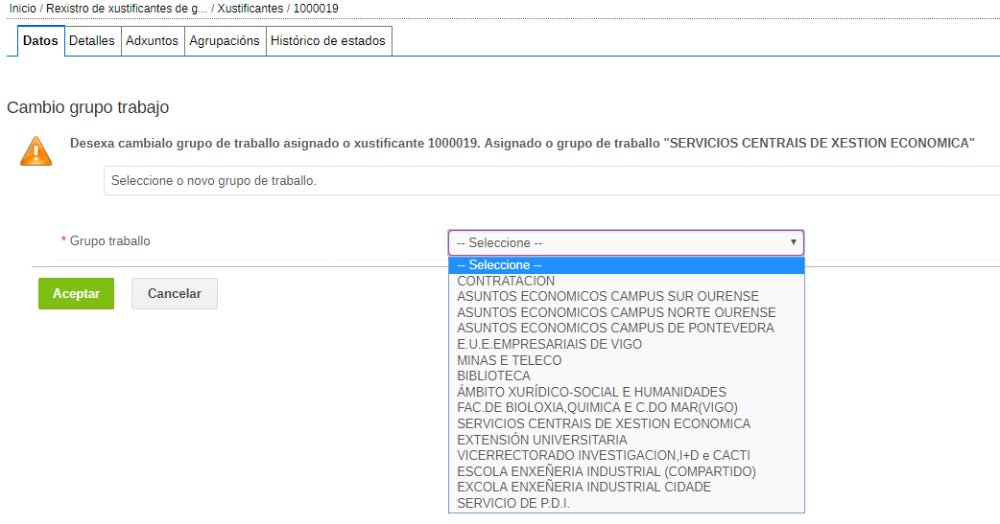 Inicio / Rexistro de xustificantes de g... / Xustificantes / 1000019
Datos Detalles Adxuntos Agrupacións Histórico de estados
Cambio grupo trabajo
Desexa cambialo grupo de traballo asignado o xustificante 1000019. Asignado o grupo de traballo "SERVICIOS CENTRAIS DE XESTION ECONOMICA"
Seleccione o novo grupo de traballo.
* Grupo traballo -- Seleccione --
-- Seleccione --
CONTRATACION
ASUNTOS ECONOMICOS CAMPUS SUR OURENSE
ASUNTOS ECONOMICOS CAMPUS NORTE OURENSE
ASUNTOS ECONOMICOS CAMPUS DE PONTEVEDRA
E.U.E.EMPRESARIAIS DE VIGO
MINAS E TELECO
BIBLIOTECA
ÁMBITO XURÍDICO-SOCIAL E HUMANIDADES
FAC.DE BIOLOXIA,QUIMICA E C.DO MAR(VIGO)
SERVICIOS CENTRAIS DE XESTION ECONOMICA
EXTENSIÓN UNIVERSITARIA
VICERRECTORADO INVESTIGACION,I+D e CACTI
ESCOLA ENXEÑERIA INDUSTRIAL (COMPARTIDO)
EXCOLA ENXEÑERIA INDUSTRIAL CIDADE
SERVICIO DE P.D.I.
Aceptar Cancelar